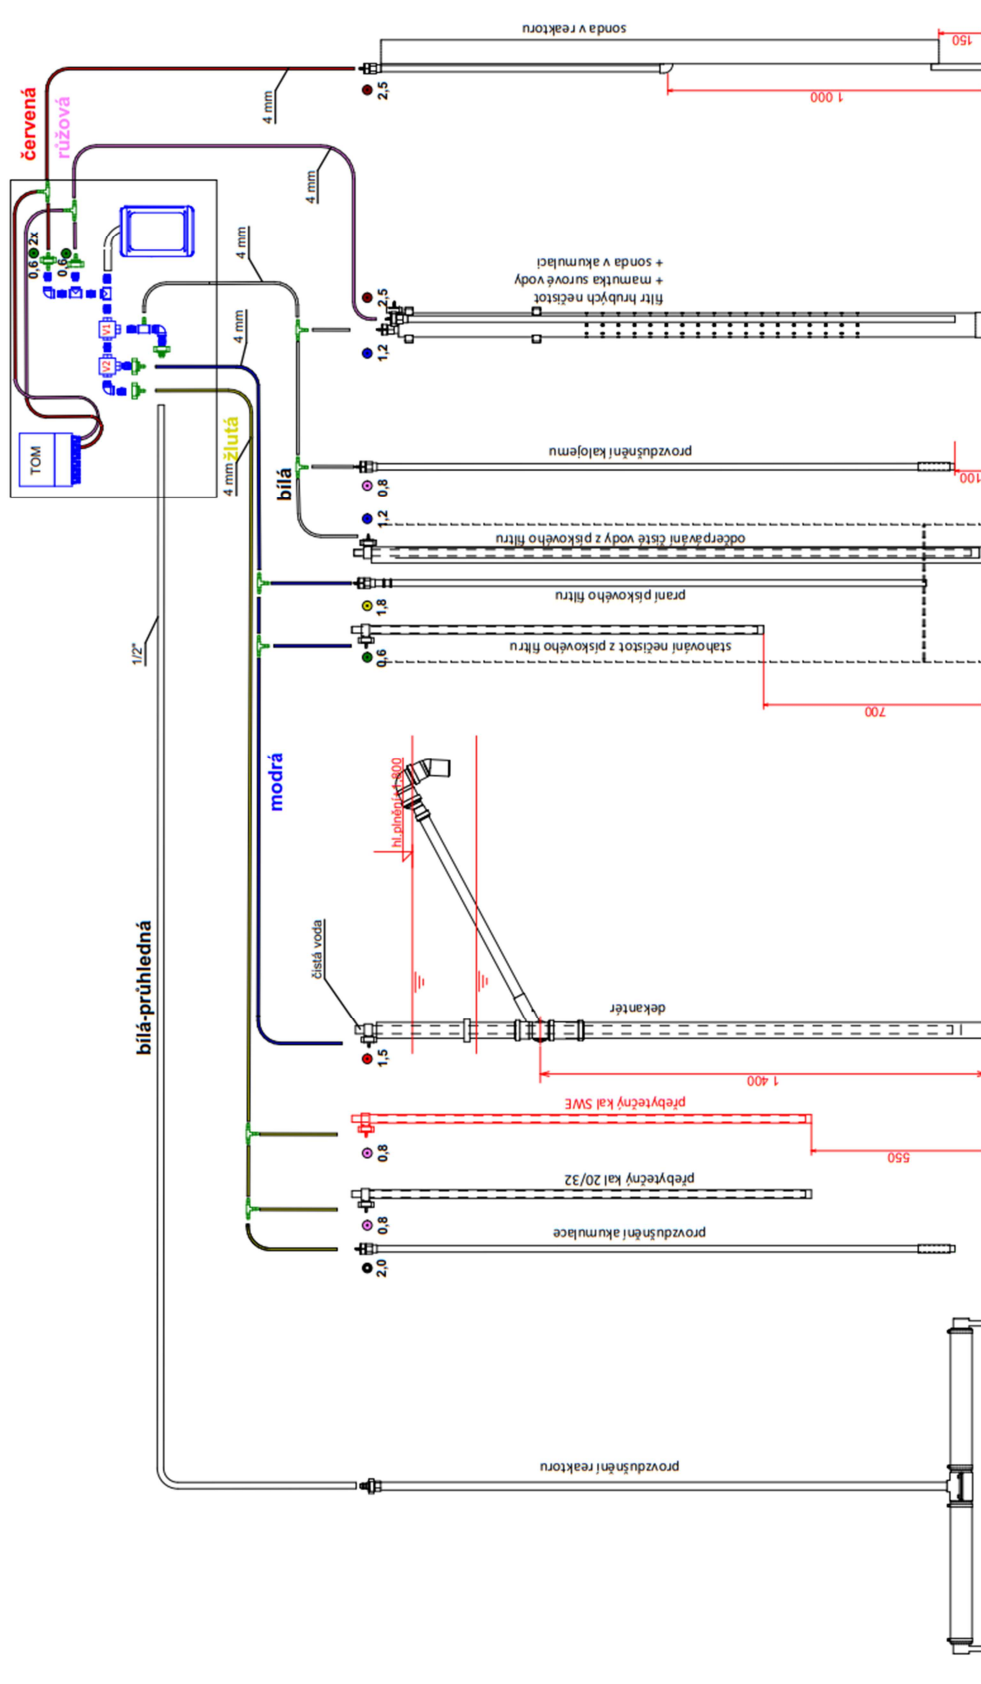 sonda v reaktoru
150
1 000
červená
růžová
4 mm
2,5
4 mm
0,6 2x
0,6
4 mm
4 mm
V1
V2
TOM
filtr hrubých nečistot
+ mamutka surové vody
+ sonda v akumulaci
2,5
1,2
žlutá
4 mm
bílá
provzdušnění kalojemu
0,8
100
1,2
odčerpávání čisté vody z pískového filtru
praní pískového filtru
1,8
stahování nečistot z pískového filtru
0,6
700
1/2"
modrá
hl.plnění -1.800
bílá-průhledná
čistá voda
dekantér
1,5
1 400
přebytečný kal SWE
0,8
550
přebytečný kal 20/32
0,8
provzdušnění akumulace
2,0
provzdušnění reaktoru